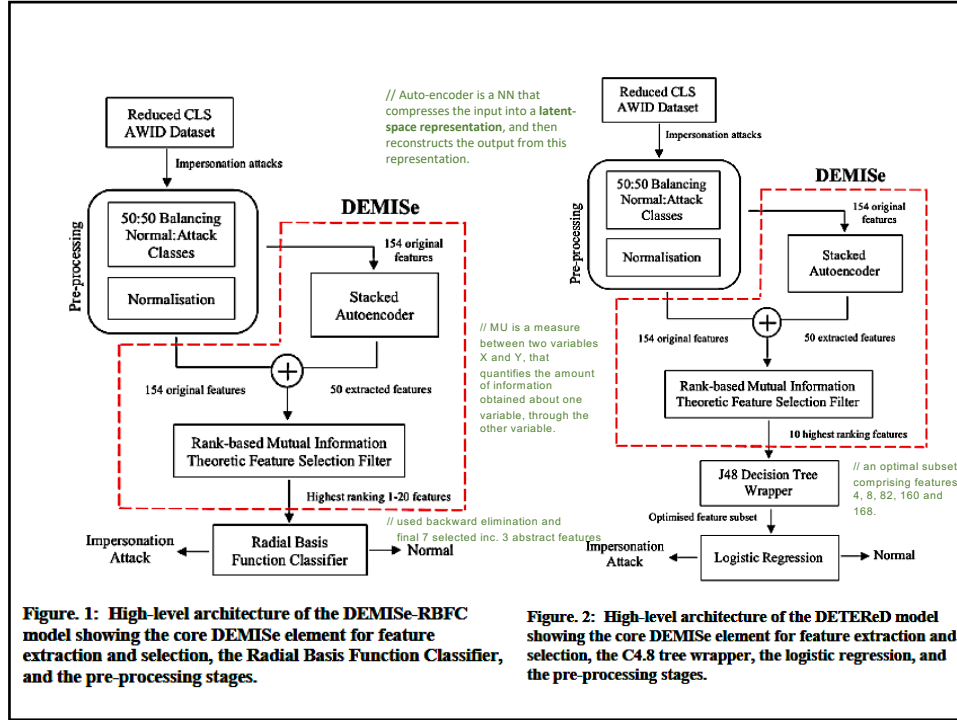 Reduced CLS
AWID Dataset
Impersonation attacks
Pre-processing
50:50 Balancing
Normal:Attack
Classes
Normalisation
DEMISe
154 original
features
Stacked
Autoencoder
154 original features
50 extracted features
Rank-based Mutual Information
Theoretic Feature Selection Filter
Highest ranking 1-20 features
Impersonation
Attack
Radial Basis
Function Classifier
Normal
// Auto-encoder is a NN that
compresses the input into a latent-
space representation, and then
reconstructs the output from this
representation.
// MU is a measure
between two variables
X and Y, that
quantifies the amount
of information
obtained about one
variable, through the
other variable.
// used backward elimination and
final 7 selected inc. 3 abstract features
Figure. 1: High-level architecture of the DEMISe-RBFC
model showing the core DEMISe element for feature
extraction and selection, the Radial Basis Function Classifier,
and the pre-processing stages.
Reduced CLS
AWID Dataset
Impersonation attacks
Pre-processing
50:50 Balancing
Normal:Attack
Classes
Normalisation
DEMISe
154 original
features
Stacked
Autoencoder
154 original features
50 extracted features
Rank-based Mutual Information
Theoretic Feature Selection Filter
10 highest ranking features
J48 Decision Tree
Wrapper
// an optimal subset
comprising features
4, 8, 82, 160 and
168.
Optimised feature subset
Impersonation
Attack
Logistic Regression
Normal
Figure. 2: High-level architecture of the DETEReD model
showing the core DEMISe element for feature extraction and
selection, the C4.8 tree wrapper, the logistic regression, and
the pre-processing stages.